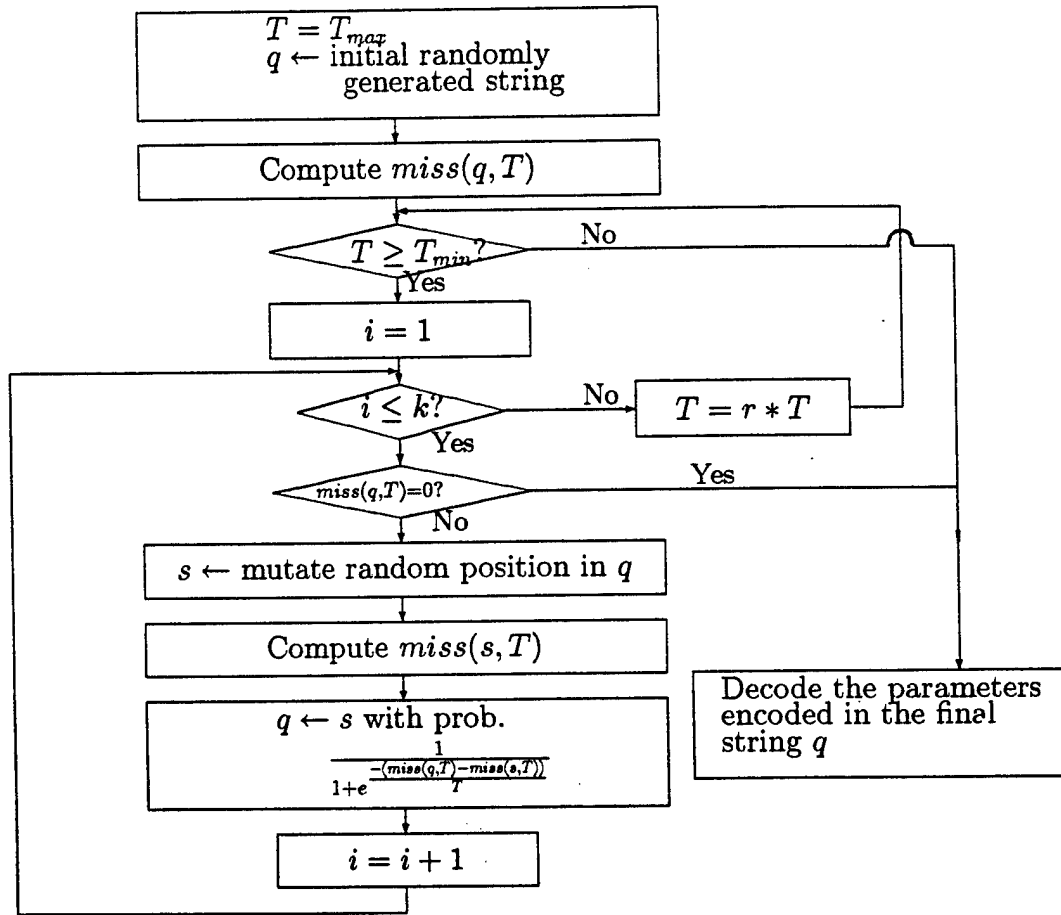 T = T_max
q ← initial randomly
generated string
Compute miss(q, T)
T ≥ T_min?
No
Yes
i = 1
i ≤ k?
No
T = r * T
Yes
miss(q,T)=0?
Yes
No
s ← mutate random position in q
Compute miss(s, T)
q ← s with prob.
1
1+e^{-(miss(q,T)-miss(s,T))/T}
i = i + 1
Decode the parameters
encoded in the final
string q